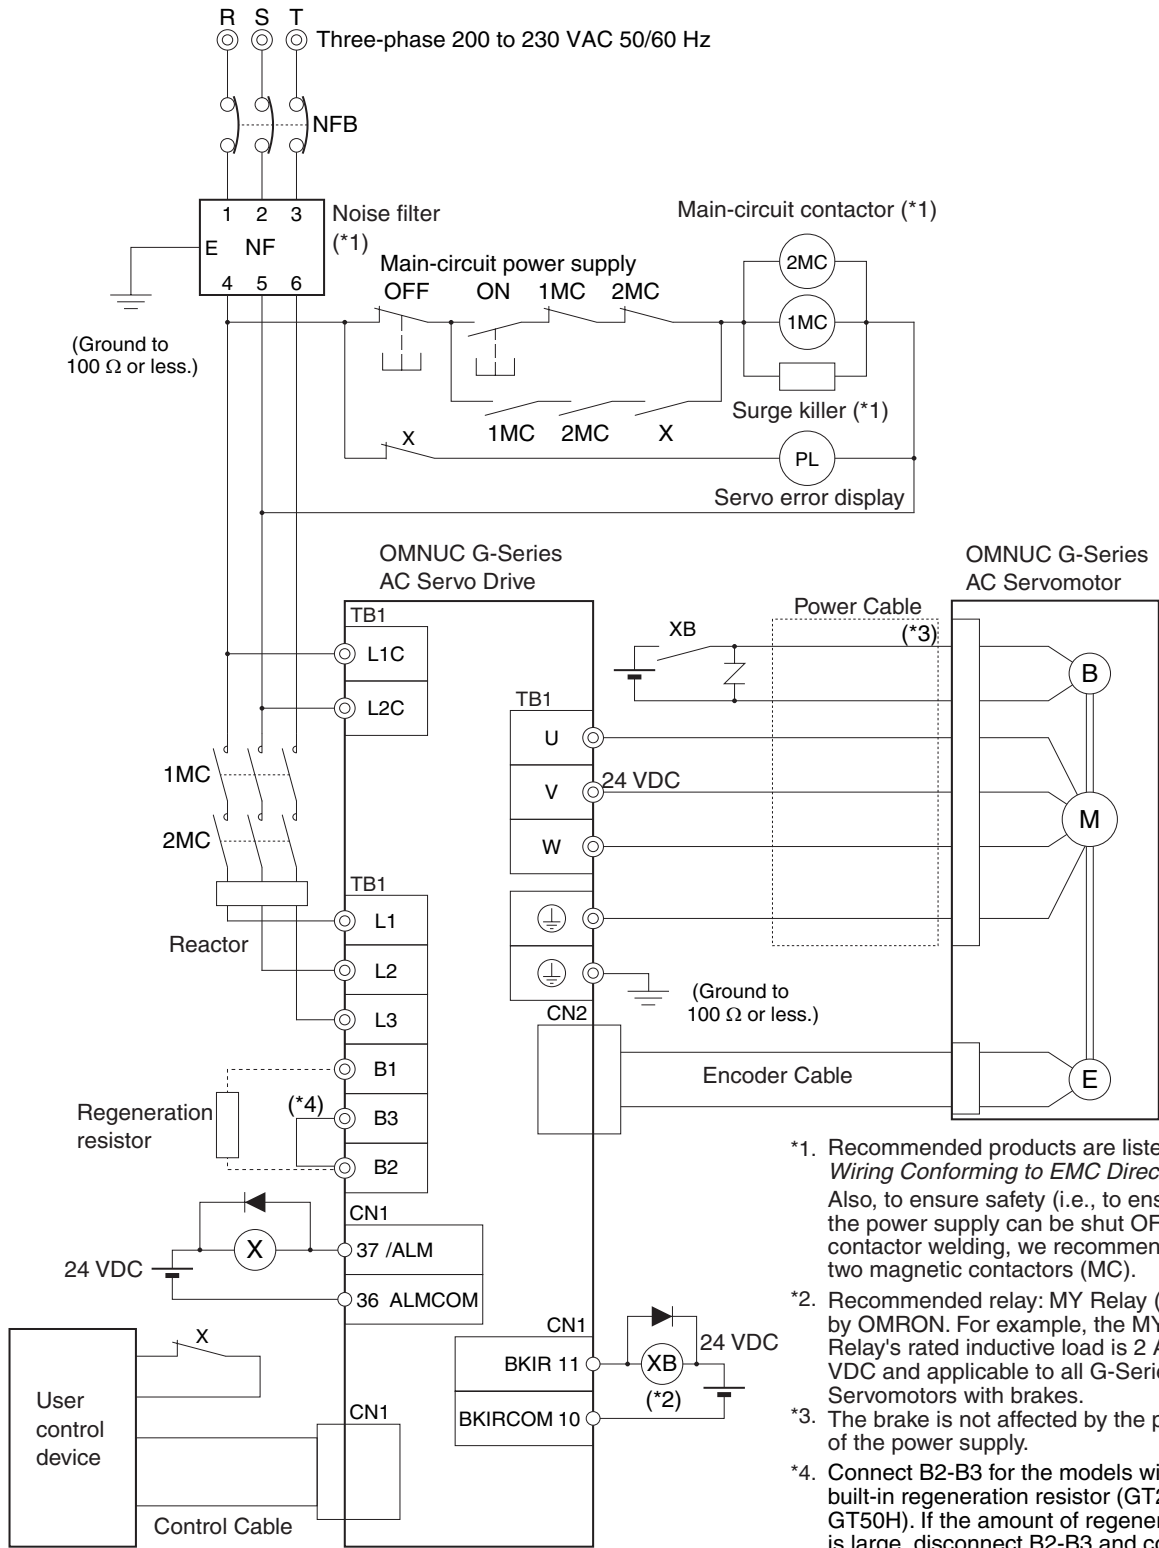 R S T
Three-phase 200 to 230 VAC 50/60 Hz
NFB
1 2 3
Noise filter
(*1)
E NF
4 5 6
(Ground to
100 Ω or less.)
Main-circuit contactor (*1)
Main-circuit power supply
OFF ON 1MC 2MC
2MC
1MC
Surge killer (*1)
1MC 2MC X
X
PL
Servo error display
OMNUC G-Series
AC Servo Drive
OMNUC G-Series
AC Servomotor
TB1
L1C
L2C
XB
Power Cable
(*3)
B
TB1
U
V
W
24 VDC
M
1MC
2MC
Reactor
TB1
L1
L2
L3
B1
B3
B2
(Ground to
100 Ω or less.)
CN2
Encoder Cable
E
Regeneration
resistor
(*4)
CN1
X
37 /ALM
24 VDC
36 ALMCOM
CN1
BKIR 11
XB
24 VDC
(*2)
BKIRCOM 10
X
User
control
device
CN1
Control Cable
*1. Recommended products are liste
Wiring Conforming to EMC Direc
Also, to ensure safety (i.e., to ens
the power supply can be shut OF
contactor welding, we recommen
two magnetic contactors (MC).
*2. Recommended relay: MY Relay (
by OMRON. For example, the MY
Relay's rated inductive load is 2 A
VDC and applicable to all G-Serie
Servomotors with brakes.
*3. The brake is not affected by the p
of the power supply.
*4. Connect B2-B3 for the models wi
built-in regeneration resistor (GT2
GT50H). If the amount of regener
is large, disconnect B2-B3 and co